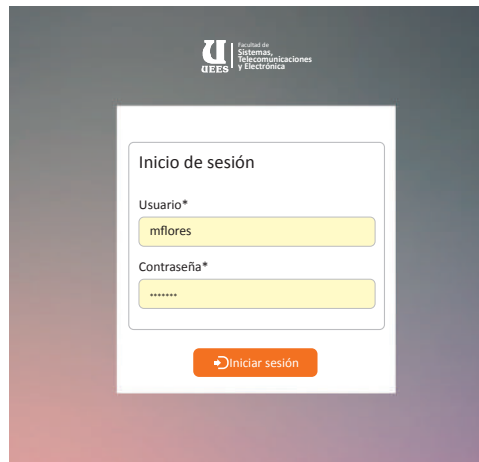 UEES
Facultad de
Sistemas,
Telecomunicaciones
y Electrónica
Inicio de sesión
Usuario*
mflores
Contraseña*
*******
Iniciar sesión